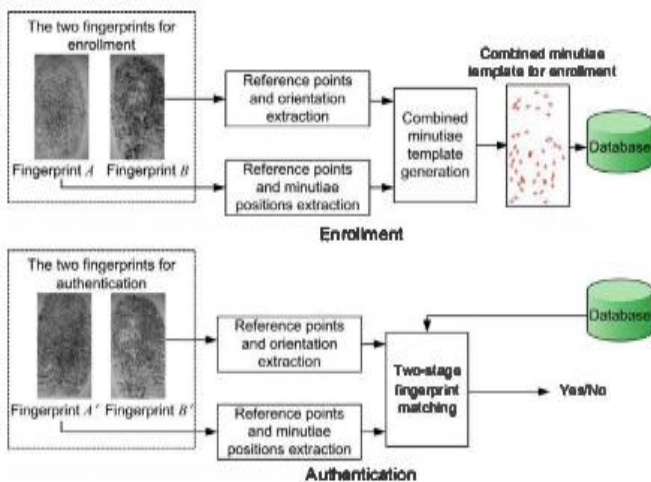 The two fingerprints for
enrollment
Fingerprint A
Fingerprint B
Reference points
and orientation
extraction
Reference points
and minutiae
positions extraction
Combined
minutiae
template
generation
Combined minutiae
template for enrollment
Database
Enrollment
The two fingerprints for
authentication
Fingerprint A'
Fingerprint B'
Reference points
and orientation
extraction
Reference points
and minutiae
positions extraction
Two-stage
fingerprint
matching
Database
Yes/No
Authentication